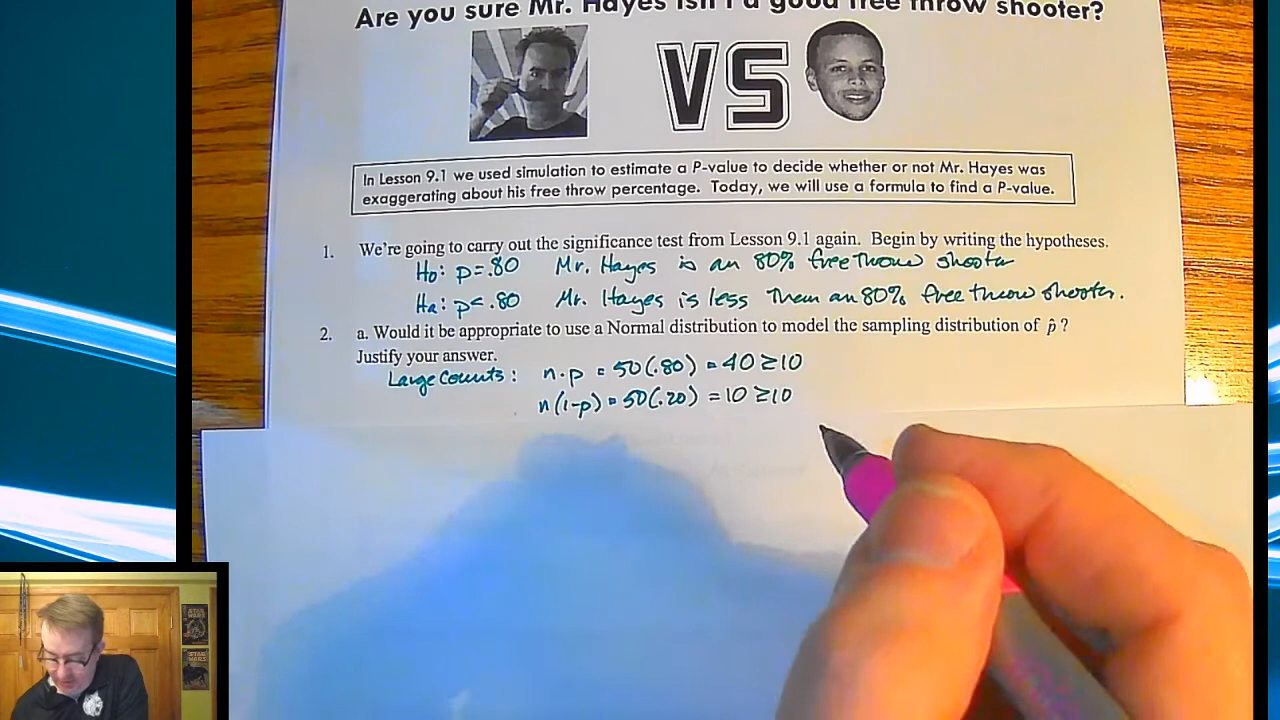 Are you sure Mr. Hayes isn't a good free throw shooter?
VS
In Lesson 9.1 we used simulation to estimate a P-value to decide whether or not Mr. Hayes was
exaggerating about his free throw percentage. Today, we will use a formula to find a P-value.
1. We're going to carry out the significance test from Lesson 9.1 again. Begin by writing the hypotheses.
Ho: p=.80 Mr. Hayes is an 80% free throw shooter
Ha: p<.80 Mr. Hayes is less than an 80% free throw shooter.
2. a. Would it be appropriate to use a Normal distribution to model the sampling distribution of p̂?
Justify your answer.
Large Counts: n·p = 50(.80) = 40 ≥ 10
n(1-p) = 50(.20) = 10 ≥ 10
STAR WARS
STAR WARS